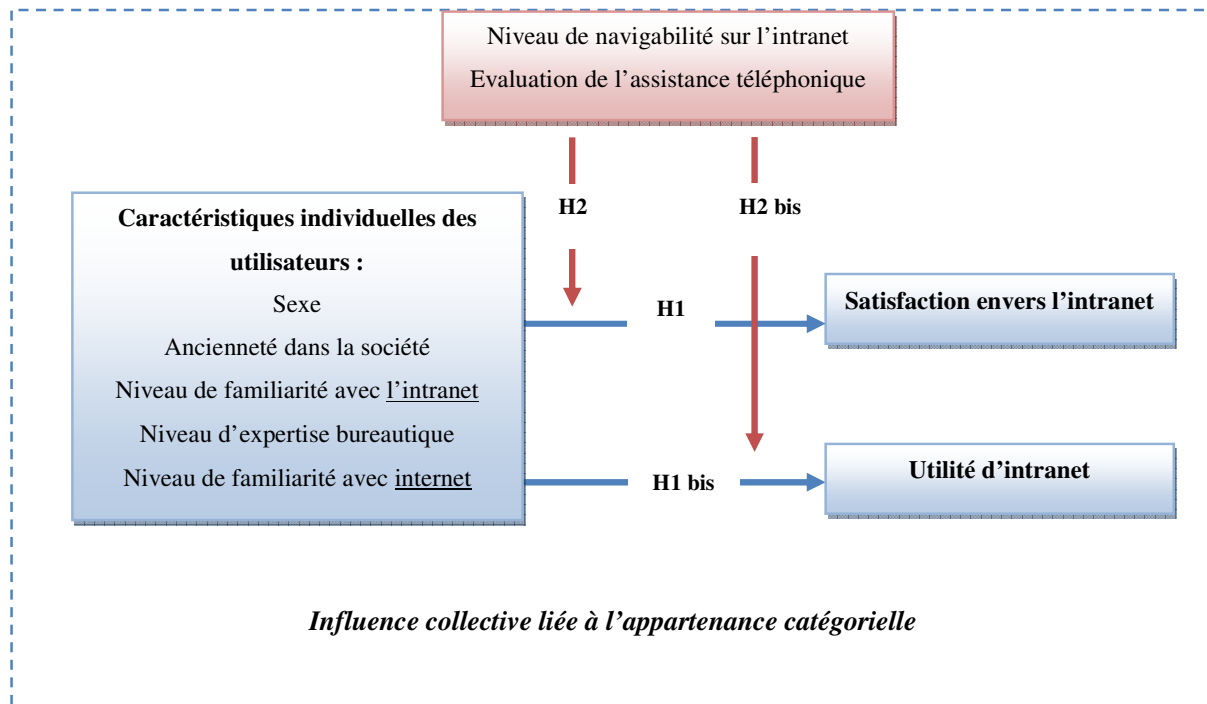 Niveau de navigabilité sur l’intranet
Evaluation de l’assistance téléphonique
H2
H2 bis
Caractéristiques individuelles des
utilisateurs :
Sexe
Ancienneté dans la société
Niveau de familiarité avec l’intranet
Niveau d’expertise bureautique
Niveau de familiarité avec internet
H1
Satisfaction envers l’intranet
H1 bis
Utilité d’intranet
Influence collective liée à l’appartenance catégorielle